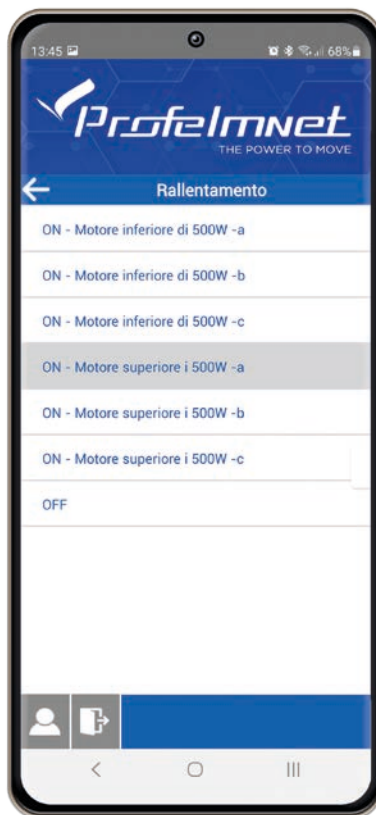 13:45
68%
Profelmnet
THE POWER TO MOVE
Rallentamento
ON - Motore inferiore di 500W -a
ON - Motore inferiore di 500W -b
ON - Motore inferiore di 500W -c
ON - Motore superiore i 500W -a
ON - Motore superiore i 500W -b
ON - Motore superiore i 500W -c
OFF